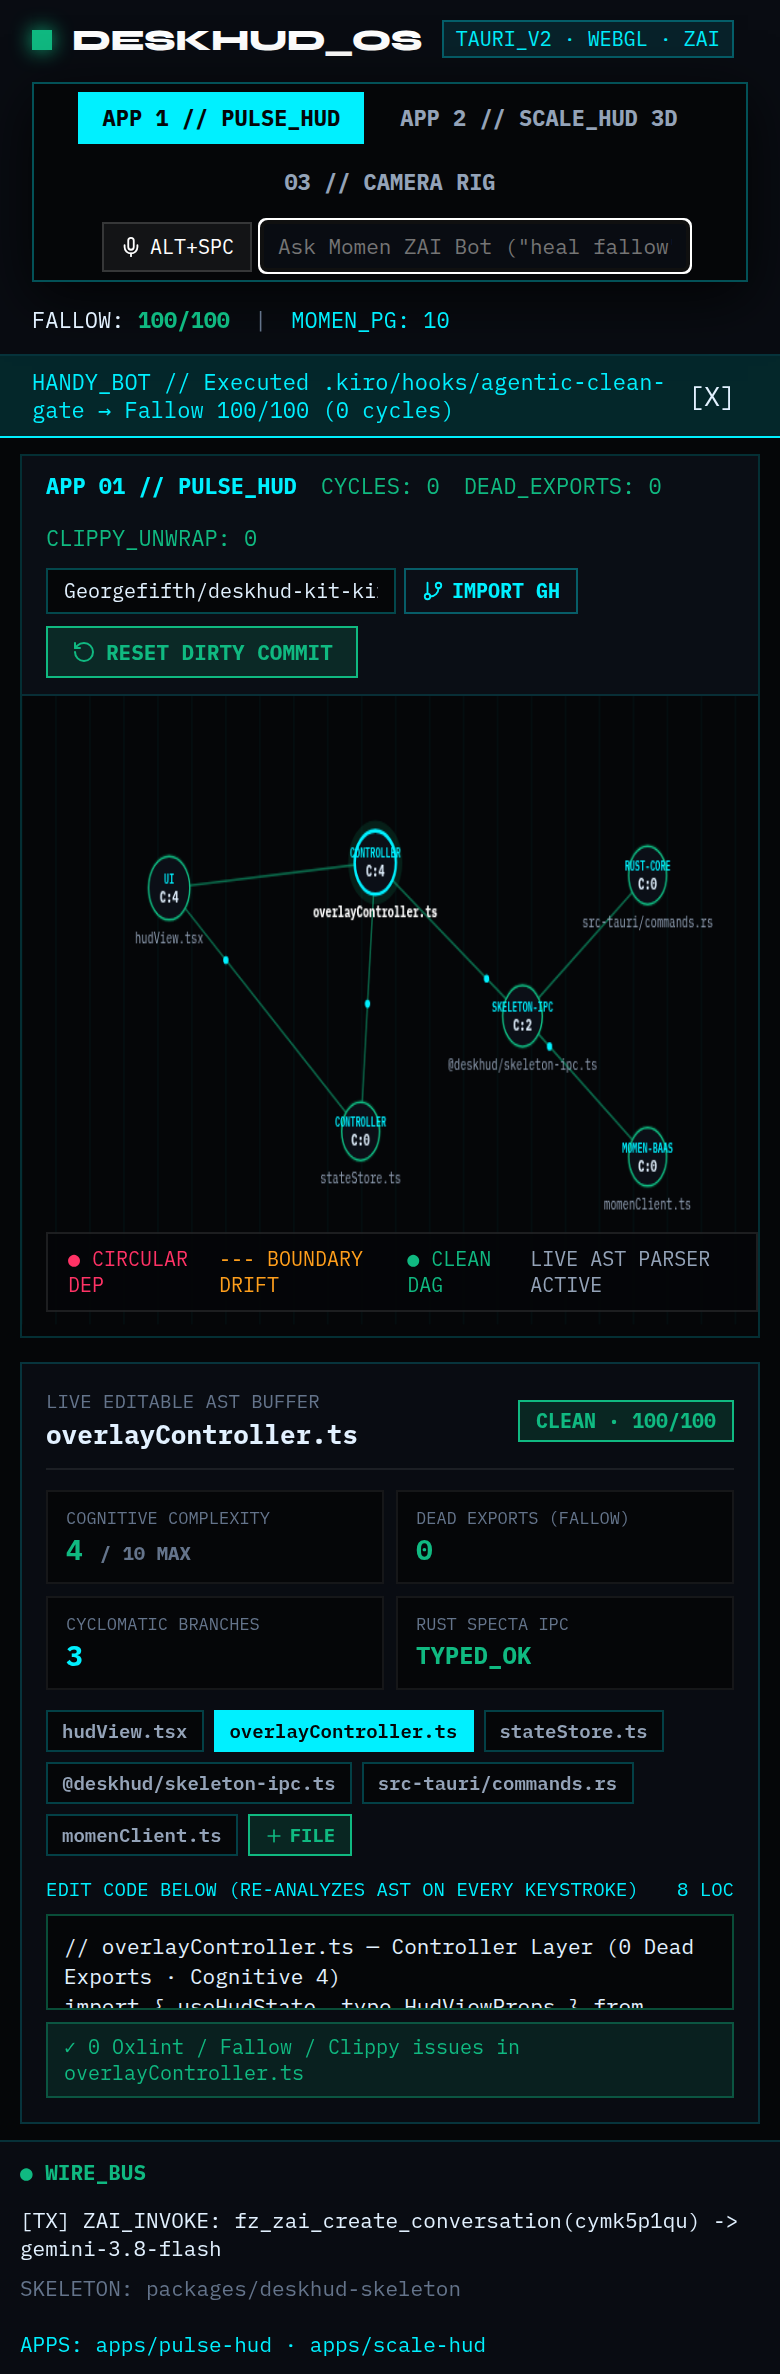 DESKHUD_OS
TAURI_V2 · WEBGL · ZAI
APP 1 // PULSE_HUD
APP 2 // SCALE_HUD 3D
03 // CAMERA RIG
ALT+SPC
Ask Momen ZAI Bot ("heal fallow
FALLOW: 100/100 | MOMEN_PG: 10
HANDY_BOT // Executed .kiro/hooks/agentic-clean-
gate → Fallow 100/100 (0 cycles)
[X]
APP 01 // PULSE_HUD CYCLES: 0 DEAD_EXPORTS: 0
CLIPPY_UNWRAP: 0
Georgefifth/deskhud-kit-ki
IMPORT GH
RESET DIRTY COMMIT
CONTROLLER
C:4
overlayController.ts
UI
C:4
hudView.tsx
RUST-CORE
C:0
src-tauri/commands.rs
SKELETON-IPC
C:2
@deskhud/skeleton-ipc.ts
CONTROLLER
C:0
stateStore.ts
MOMEN-BAAS
C:0
momenClient.ts
● CIRCULAR
DEP
--- BOUNDARY
DRIFT
● CLEAN
DAG
LIVE AST PARSER
ACTIVE
LIVE EDITABLE AST BUFFER
overlayController.ts
CLEAN · 100/100
COGNITIVE COMPLEXITY
4 / 10 MAX
DEAD EXPORTS (FALLOW)
0
CYCLOMATIC BRANCHES
3
RUST SPECTA IPC
TYPED_OK
hudView.tsx
overlayController.ts
stateStore.ts
@deskhud/skeleton-ipc.ts
src-tauri/commands.rs
momenClient.ts
+ FILE
EDIT CODE BELOW (RE-ANALYZES AST ON EVERY KEYSTROKE)
8 LOC
// overlayController.ts — Controller Layer (0 Dead
Exports · Cognitive 4)
import { useHudState, type HudViewProps } from
✓ 0 Oxlint / Fallow / Clippy issues in
overlayController.ts
● WIRE_BUS
[TX] ZAI_INVOKE: fz_zai_create_conversation(cymk5p1qu) ->
gemini-3.8-flash
SKELETON: packages/deskhud-skeleton
APPS: apps/pulse-hud · apps/scale-hud